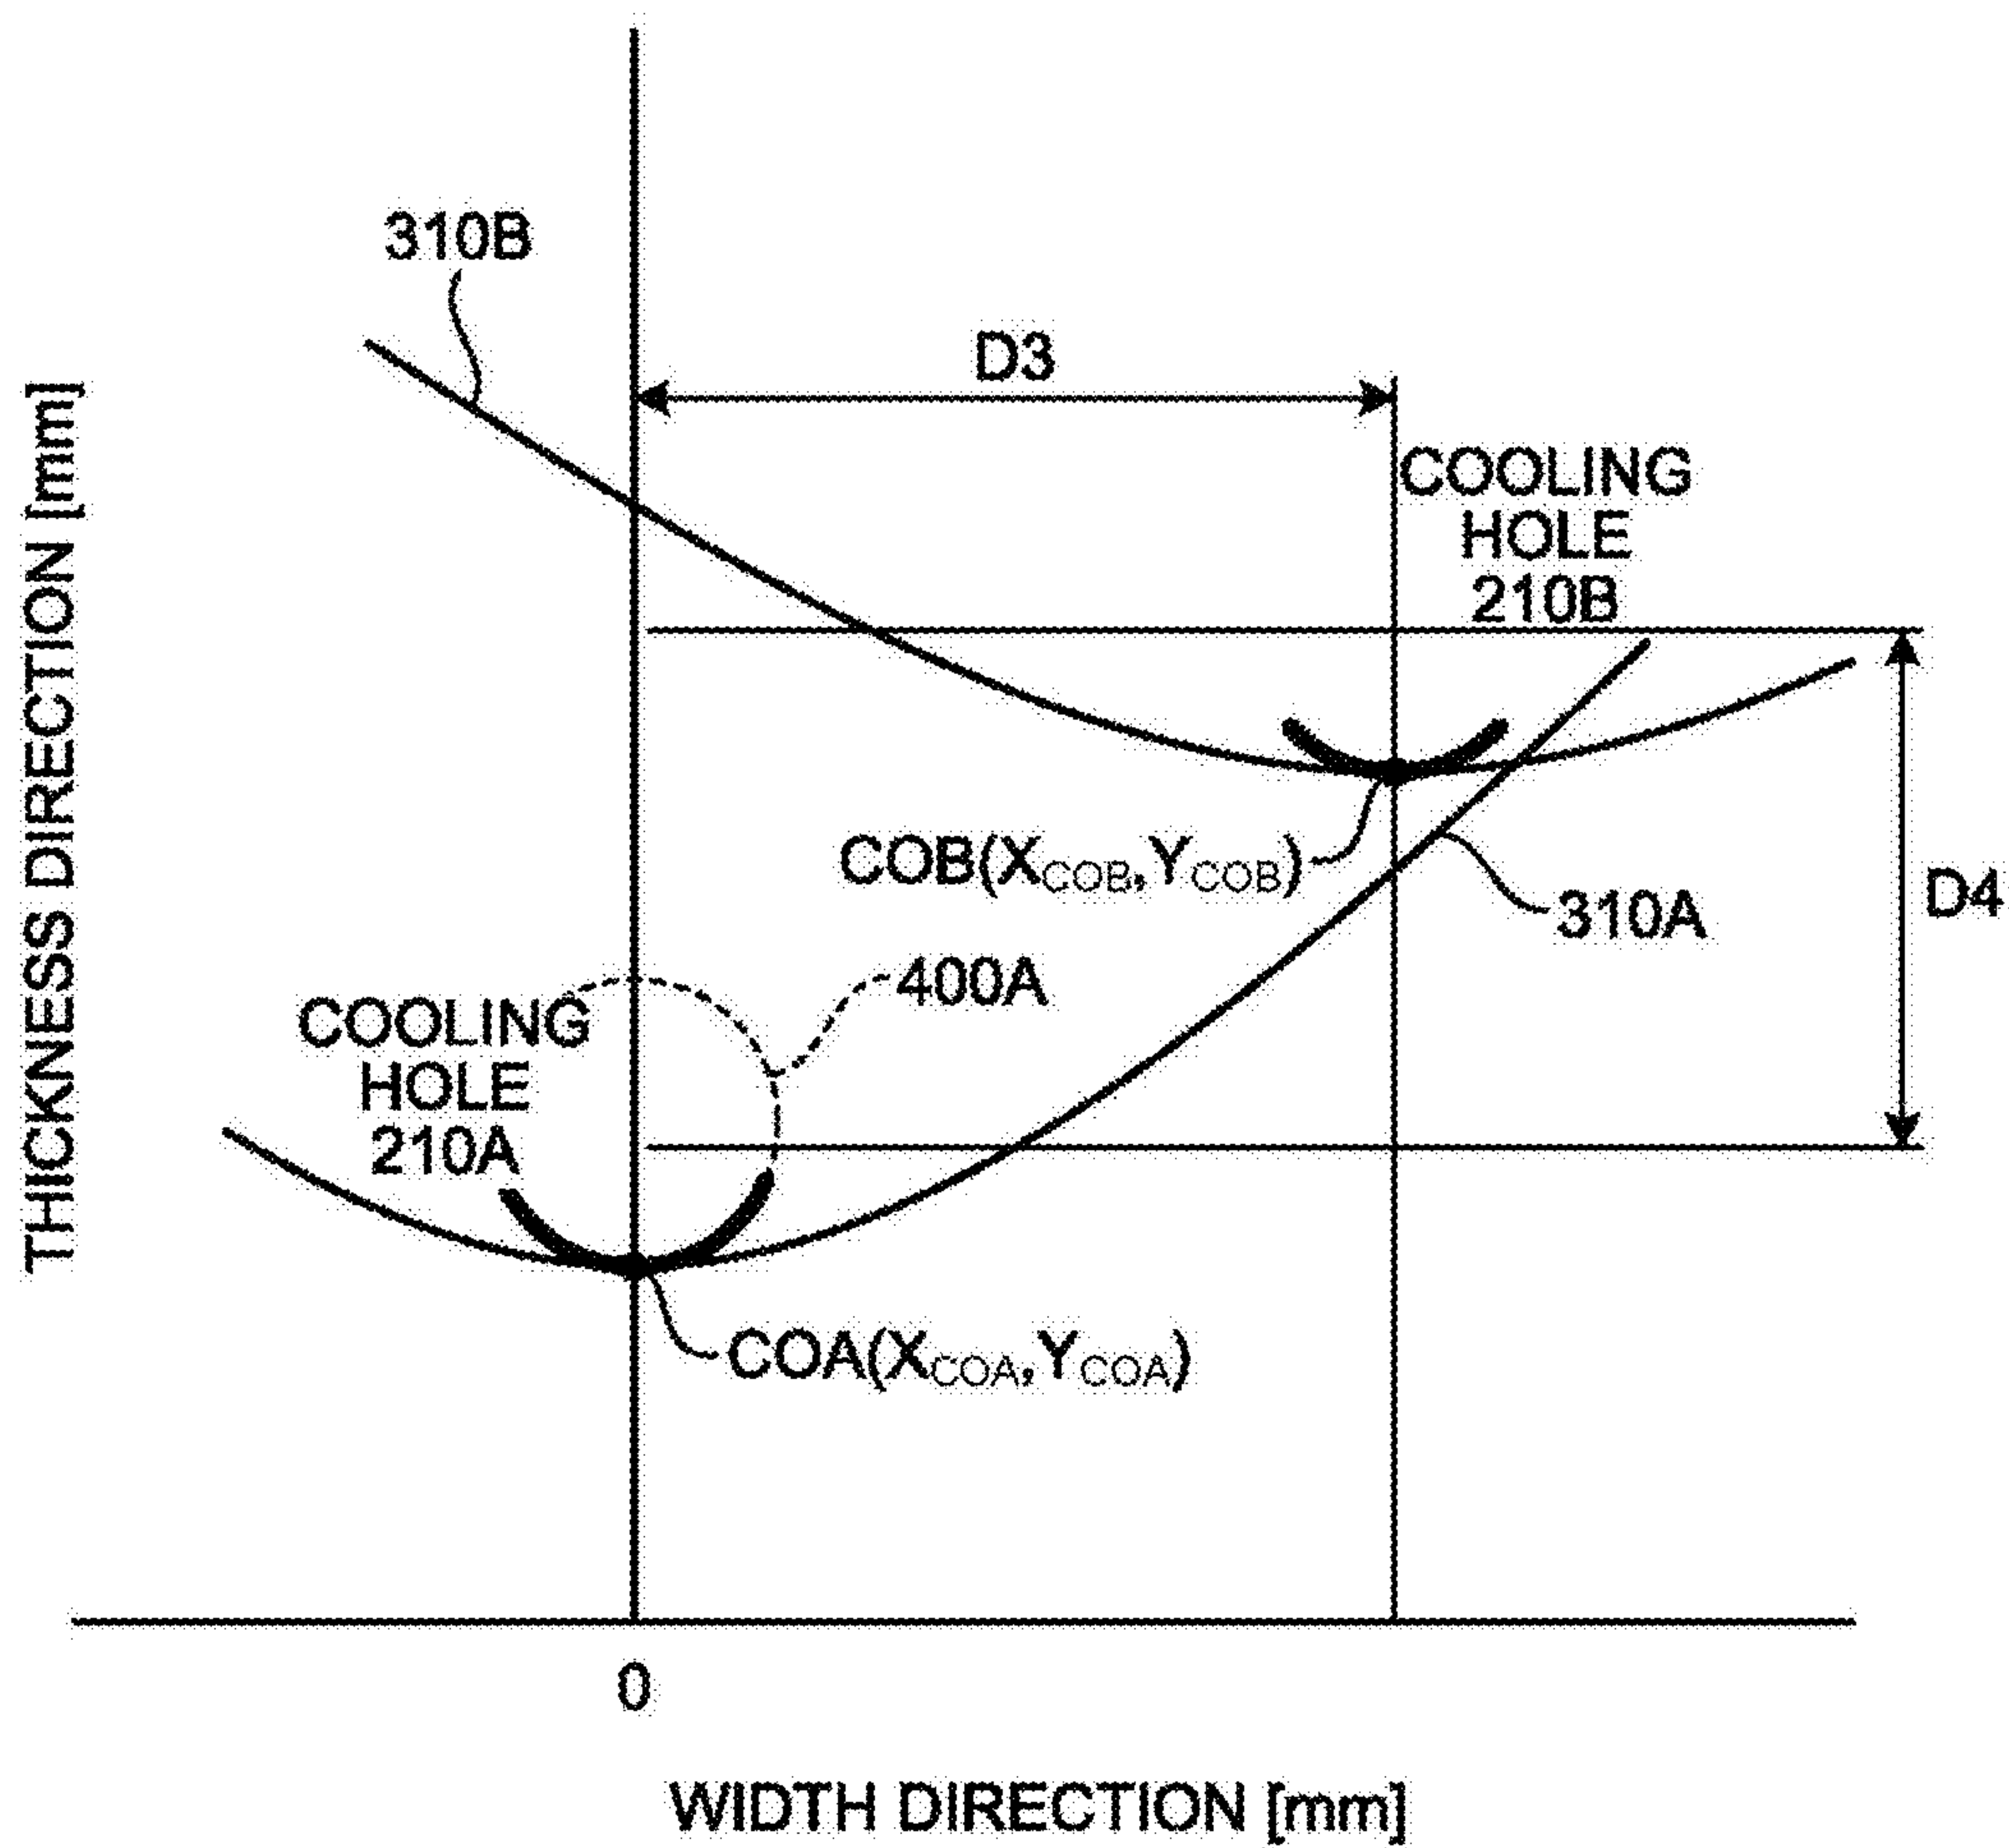 310B
D3
COOLING
HOLE
210B
THICKNESS DIRECTION [mm]
COB(XCOB,YCOB)
310A
D4
400A
COOLING
HOLE
210A
COA(XCOA,YCOA)
0
WIDTH DIRECTION [mm]